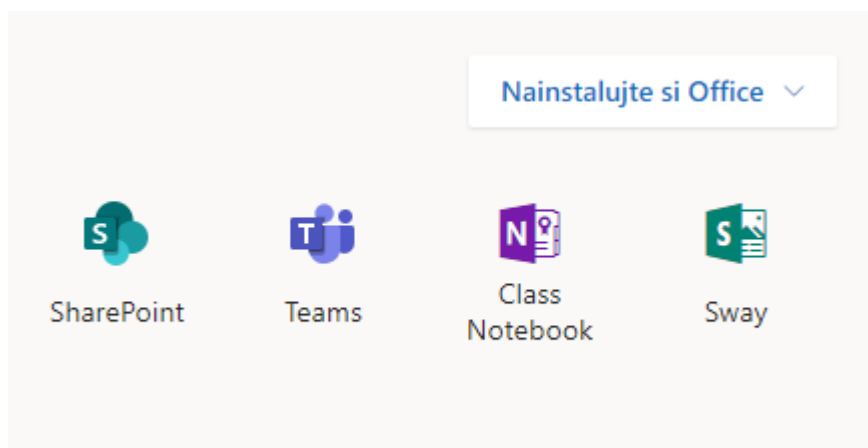 Nainstalujte si Office
S
SharePoint
T
Teams
N
Class
Notebook
S
Sway